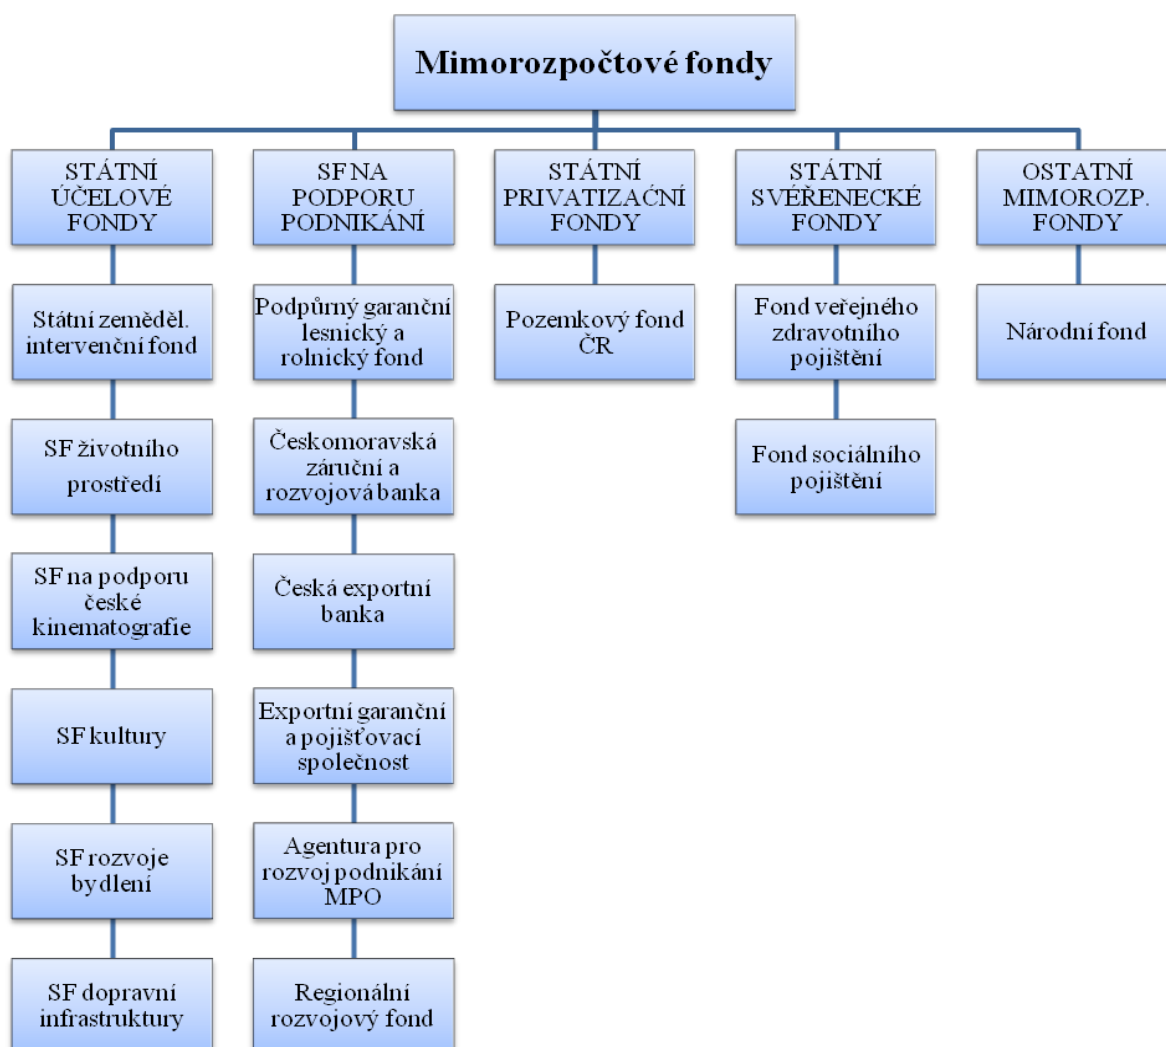 Mimorozpočtové fondy
STÁTNÍ
ÚČELOVÉ
FONDY
Státní zeměděl.
intervenční fond
SF životního
prostředí
SF na podporu
české
kinematografie
SF kultury
SF rozvoje
bydlení
SF dopravní
infrastruktury
SF NA
PODPORU
PODNIKÁNÍ
Podpůrný garanční
lesnický a
rolnický fond
Českomoravská
záruční a
rozvojová banka
Česká exportní
banka
Exportní garanční
a pojišťovací
společnost
Agentura pro
rozvoj podnikání
MPO
Regionální
rozvojový fond
STÁTNÍ
PRIVATIZAĆNÍ
FONDY
Pozemkový fond
ČR
STÁTNÍ
SVÉŘENECKÉ
FONDY
Fond veřejného
zdravotního
pojištění
Fond sociálního
pojištění
OSTATNÍ
MIMOROZP.
FONDY
Národní fond